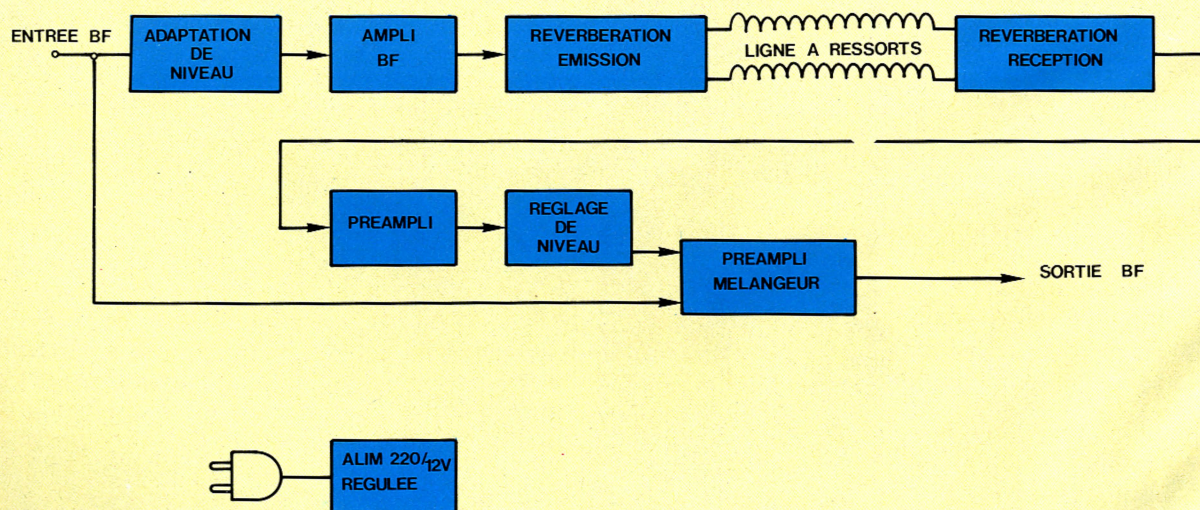 ENTREE BF
ADAPTATION
DE
NIVEAU
AMPLI
BF
REVERBERATION
EMISSION
LIGNE A RESSORTS
REVERBERATION
RECEPTION
PREAMPLI
REGLAGE
DE
NIVEAU
PREAMPLI
MELANGEUR
SORTIE BF
ALIM 220/12V
REGULEE